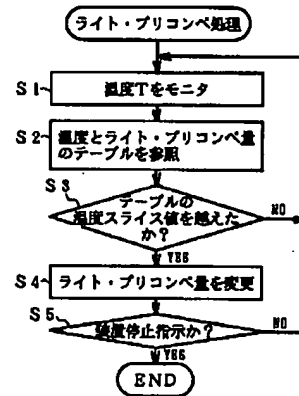 ライト・プリコンペ処理
S1
温度Tをモニタ
S2
温度とライト・プリコンペ量
のテーブルを参照
S3
テーブルの
温度スライス値を越えた
か?
NO
YES
S4
ライト・プリコンペ量を変更
S5
装置停止指示か?
NO
YES
END